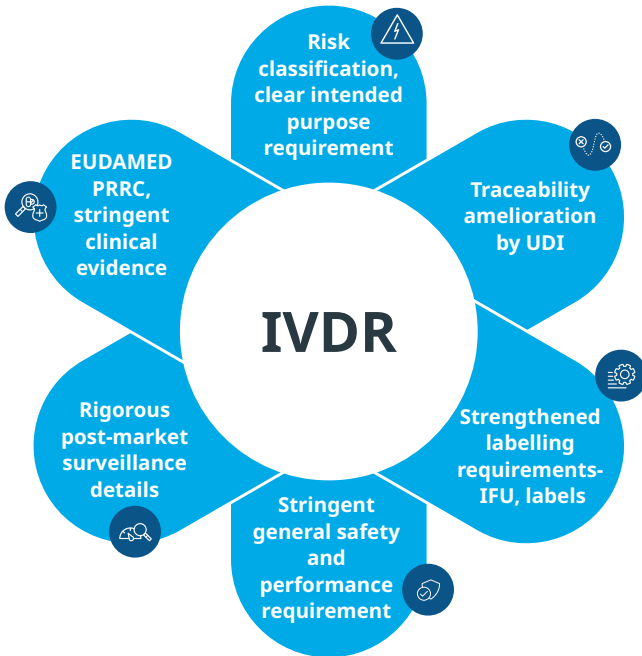 Risk
classification,
clear intended
purpose
requirement
Traceability
amelioration
by UDI
Strengthened
labelling
requirements-
IFU, labels
Stringent
general safety
and
performance
requirement
Rigorous
post-market
surveillance
details
EUDAMED
PRRC,
stringent
clinical
evidence
IVDR